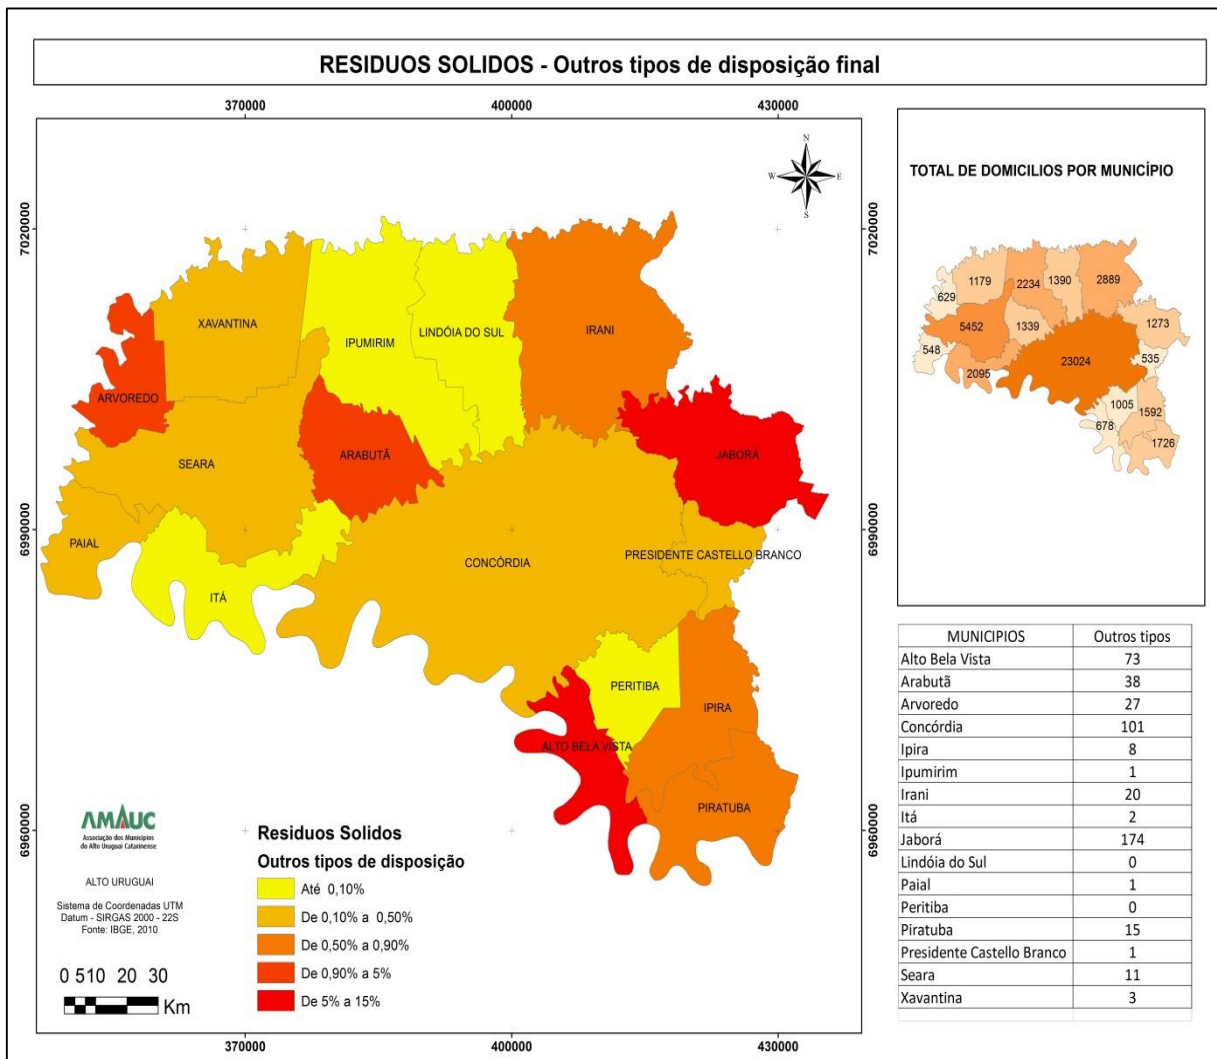 RESIDUOS SOLIDOS - Outros tipos de disposição final
370000
400000
430000
7020000
7020000
6990000
6990000
6960000
6960000
N
W
E
S
XAVANTINA
IPUMIRIM
LINDÓIA DO SUL
IRANI
ARVOREDO
SEARA
ARABUTÃ
JABORÁ
PAIAL
ITÁ
CONCÓRDIA
PRESIDENTE CASTELLO BRANCO
PERITIBA
IPIRA
ALTO BELA VISTA
PIRATUBA
AMAUC
Associação dos Municípios
do Alto Uruguai Catarinense
ALTO URUGUAI
Sistema de Coordenadas UTM
Datum - SIRGAS 2000 - 22S
Fonte: IBGE, 2010
0 510 20 30
Km
Residuos Solidos
Outros tipos de disposição
Até 0,10%
De 0,10% a 0,50%
De 0,50% a 0,90%
De 0,90% a 5%
De 5% a 15%
370000
400000
430000
TOTAL DE DOMICILIOS POR MUNICÍPIO
629
1179
2234
1390
2889
5452
1339
1273
548
2095
23024
535
1005
1592
678
1726
MUNICIPIOS Outros tipos
Alto Bela Vista 73
Arabutã 38
Arvoredo 27
Concórdia 101
Ipira 8
Ipumirim 1
Irani 20
Itá 2
Jaborá 174
Lindóia do Sul 0
Paial 1
Peritiba 0
Piratuba 15
Presidente Castello Branco 1
Seara 11
Xavantina 3